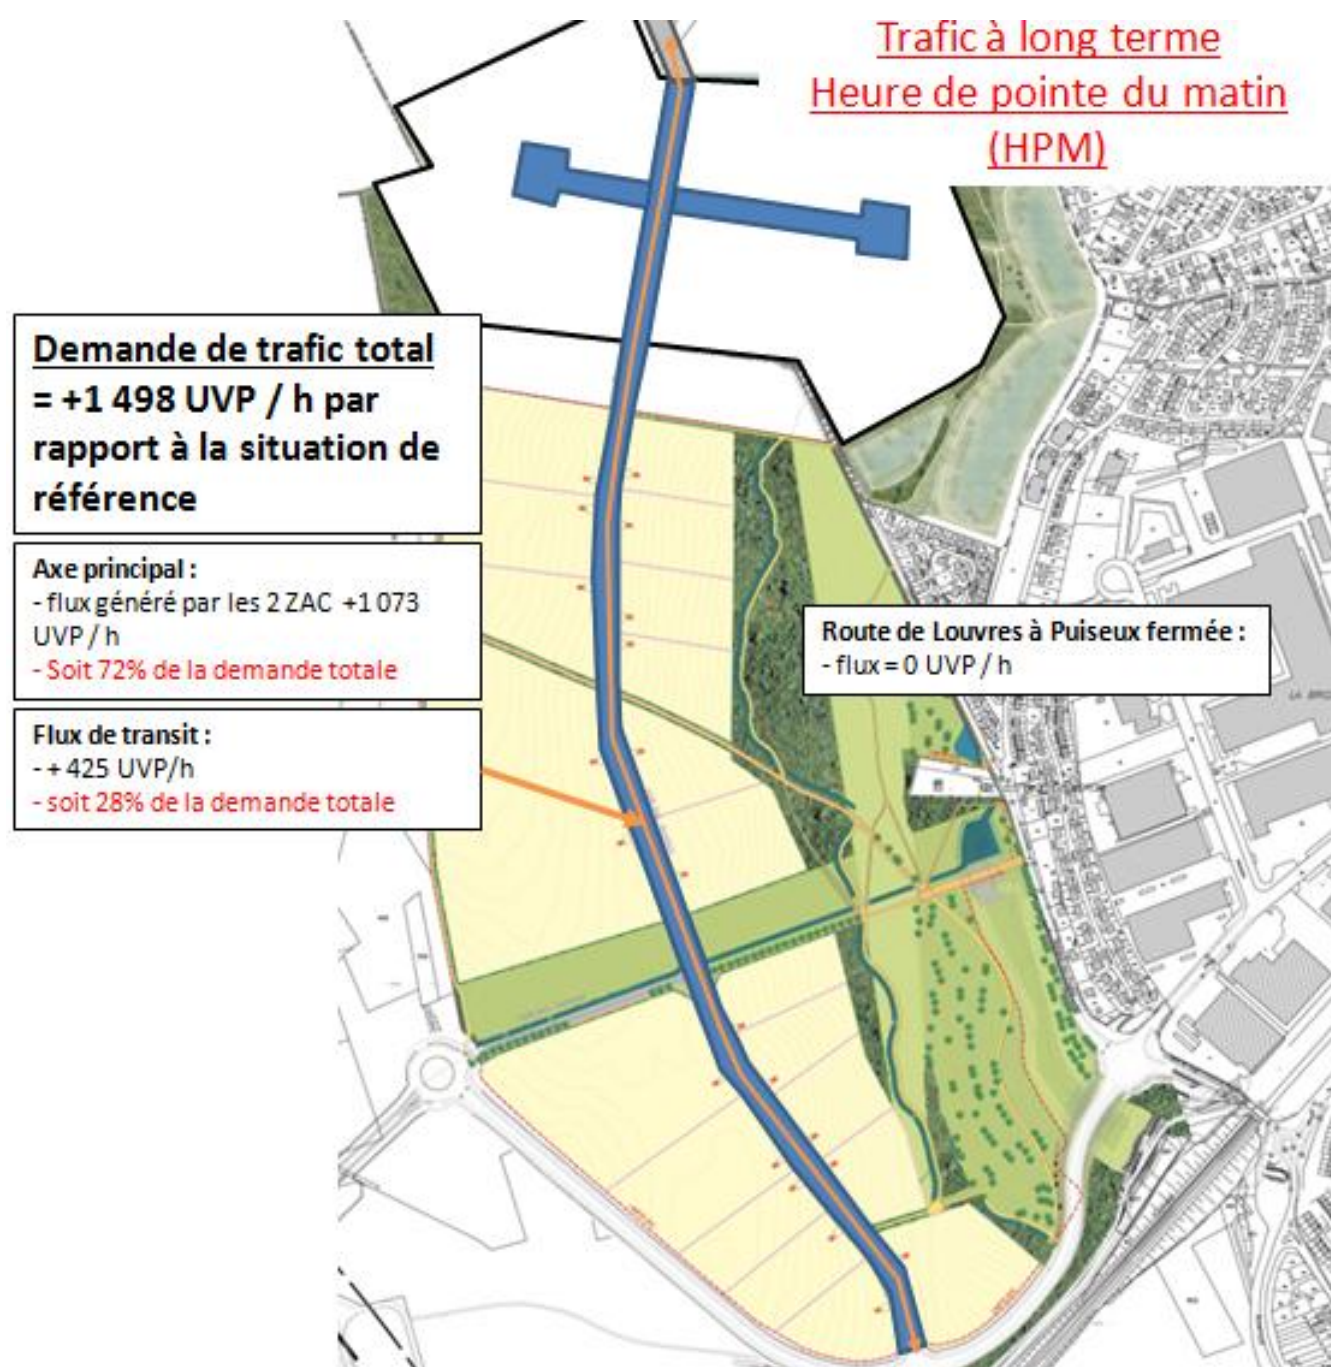 Trafic à long terme
Heure de pointe du matin
(HPM)
Demande de trafic total
= +1 498 UVP / h par
rapport à la situation de
référence
Axe principal :
- flux généré par les 2 ZAC +1 073
UVP / h
- Soit 72% de la demande totale
Route de Louvres à Puiseux fermée :
- flux = 0 UVP / h
Flux de transit :
- + 425 UVP/h
- soit 28% de la demande totale